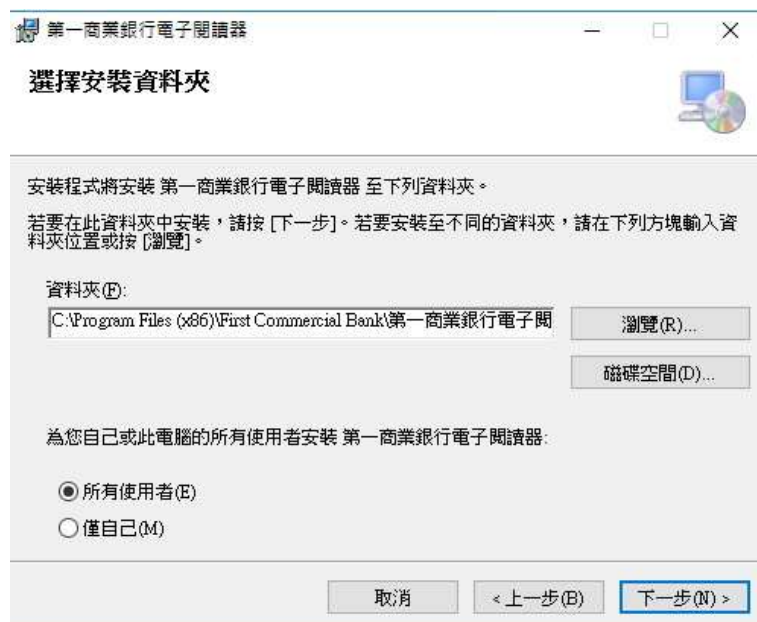 第一商業銀行電子閱讀器
選擇安裝資料夾
安裝程式將安裝 第一商業銀行電子閱讀器 至下列資料夾。
若要在此資料夾中安裝,請按 [下一步]。若要安裝至不同的資料夾,請在下列方塊輸入資
料夾位置或按 [瀏覽]。
資料夾(F):
C:\Program Files (x86)\First Commercial Bank\第一商業銀行電子閱
瀏覽(R)...
磁碟空間(D)...
為您自己或此電腦的所有使用者安裝 第一商業銀行電子閱讀器:
所有使用者(E)
僅自己(M)
取消
< 上一步(B)
下一步(N) >